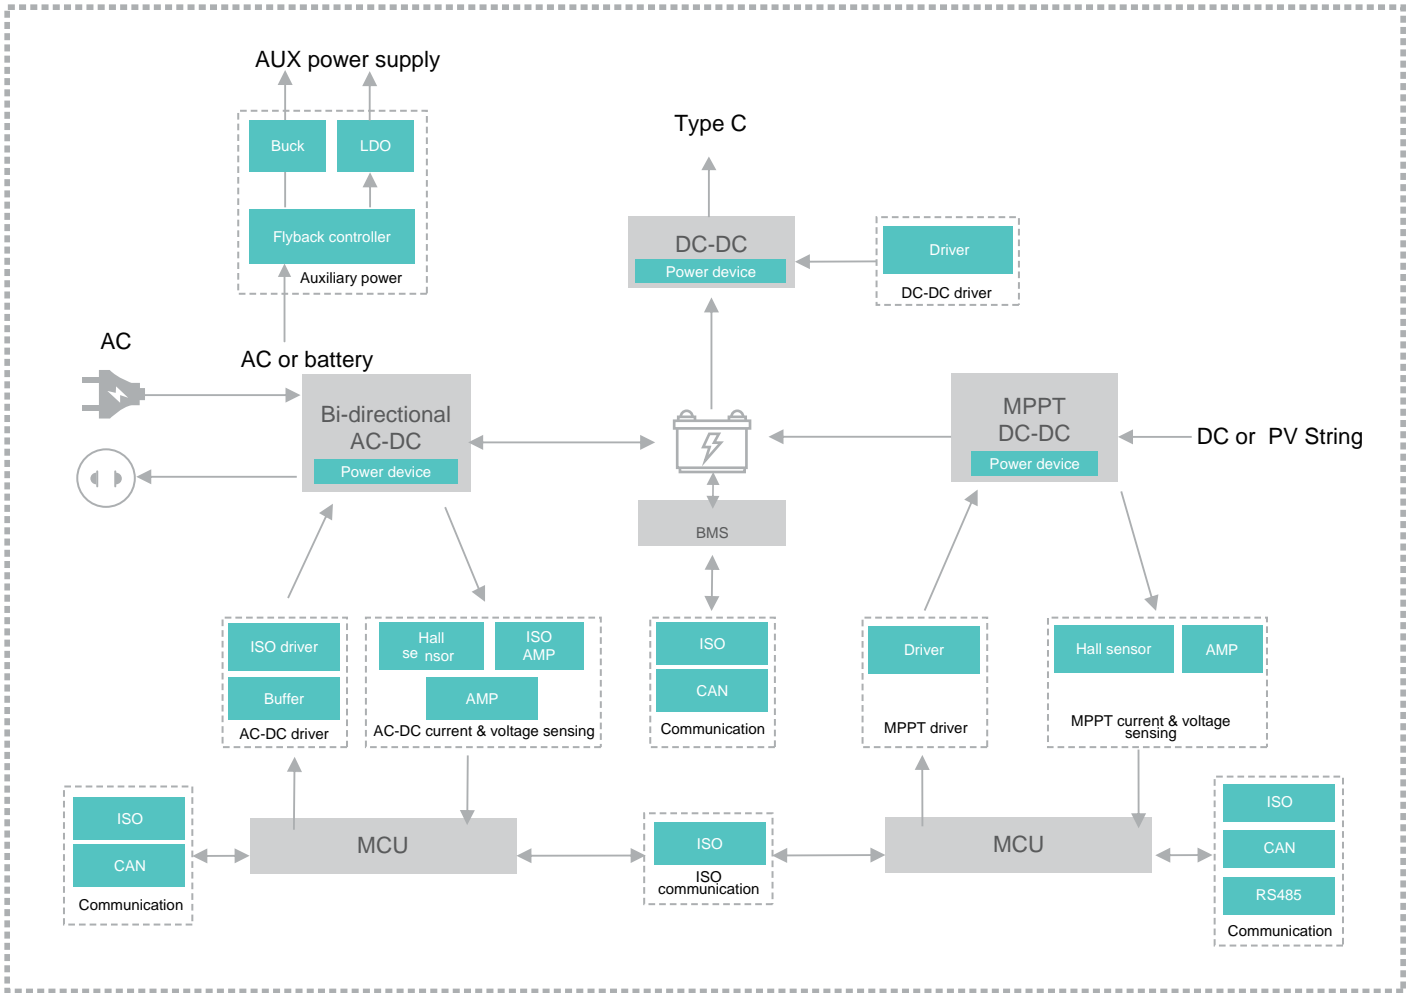 AUX power supply
Buck
LDO
Flyback controller
Auxiliary power
Type C
DC-DC
Power device
Driver
DC-DC driver
AC
AC or battery
Bi-directional
AC-DC
Power device
MPPT
DC-DC
Power device
DC or PV String
BMS
ISO driver
Buffer
AC-DC driver
Hall
se nsor
ISO
AMP
AMP
AC-DC current & voltage sensing
ISO
CAN
Communication
Driver
MPPT driver
Hall sensor
AMP
MPPT current & voltage
sensing
ISO
CAN
Communication
MCU
ISO
ISO
communication
MCU
ISO
CAN
RS485
Communication